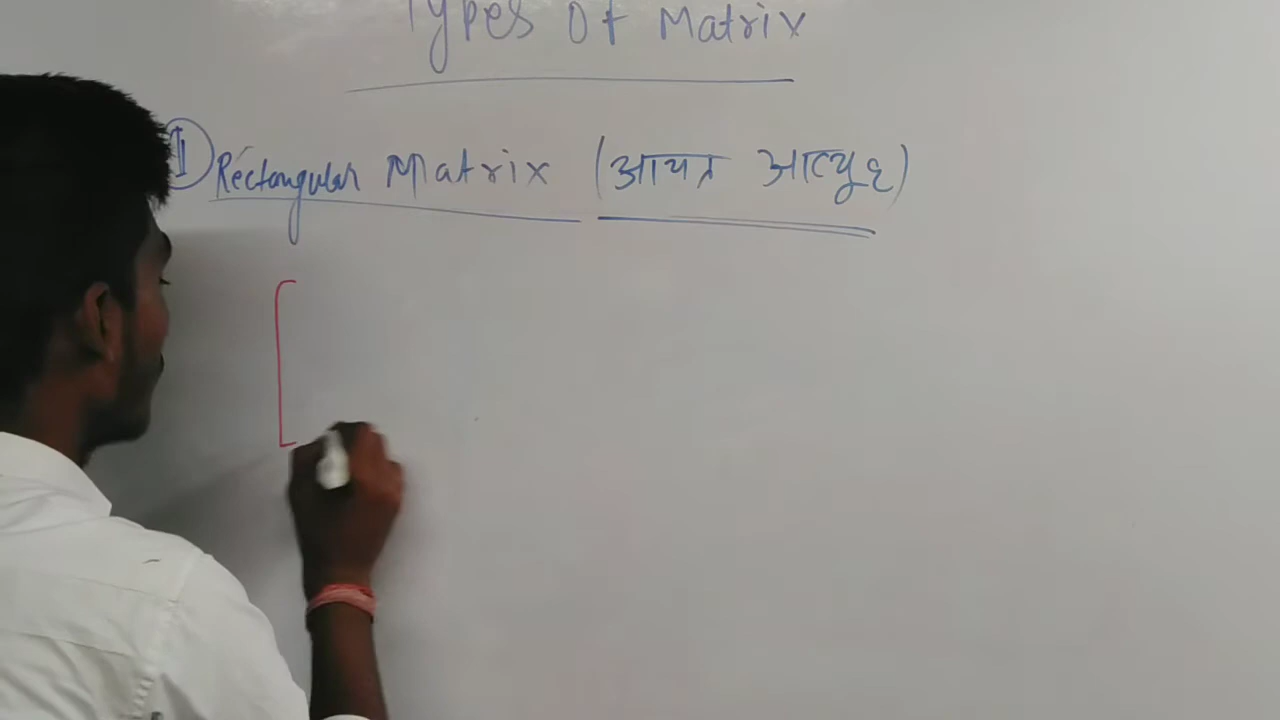 Types Of Matrix
① Rectangular Matrix (आयत्र आव्यूह)
[